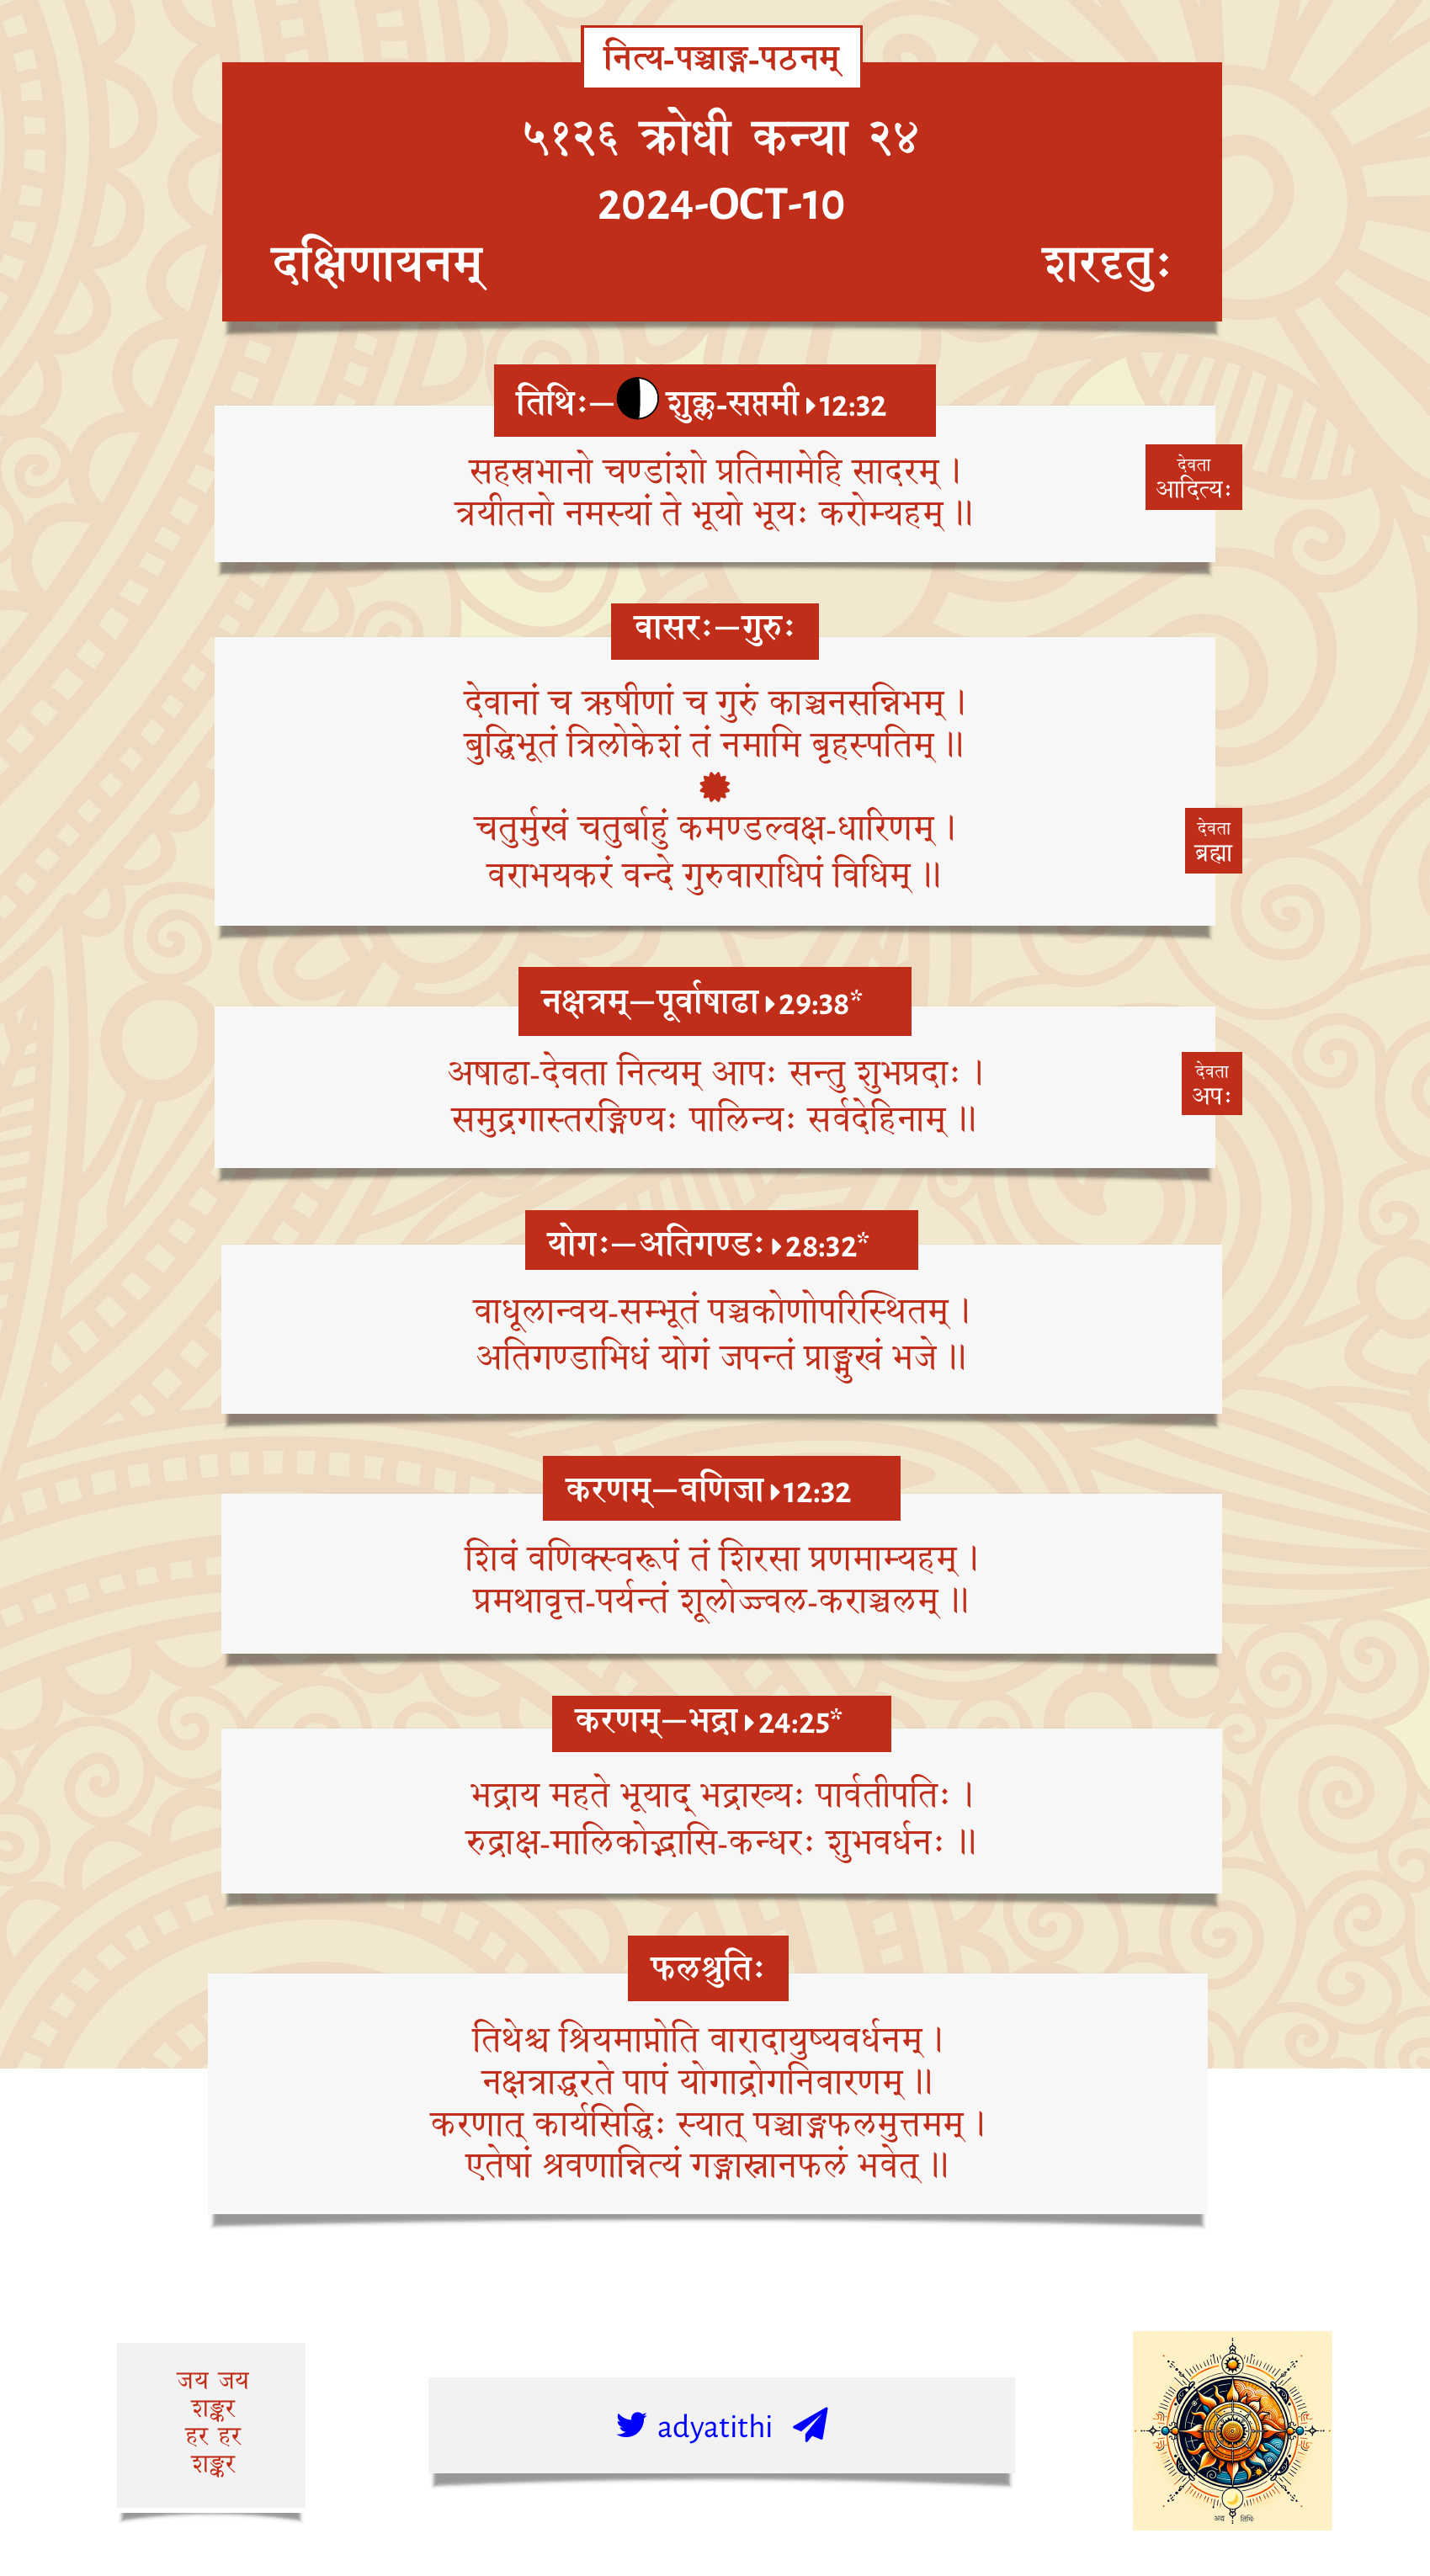 नित्य-पञ्चाङ्ग-पठनम्
५१२६ क्रोधी कन्या २४
2024-OCT-10
दक्षिणायनम्
शरदृतुः
तिथिः— शुक्ल-सप्तमी 12:32
सहस्रभानो चण्डांशो प्रतिमामेहि सादरम् ।
त्रयीतनो नमस्यां ते भूयो भूयः करोम्यहम् ॥
देवता
आदित्यः
वासरः—गुरुः
देवानां च ऋषीणां च गुरुं काञ्चनसन्निभम् ।
बुद्धिभूतं त्रिलोकेशं तं नमामि बृहस्पतिम् ॥
चतुर्मुखं चतुर्बाहुं कमण्डल्वक्ष-धारिणम् ।
वराभयकरं वन्दे गुरुवाराधिपं विधिम् ॥
देवता
ब्रह्मा
नक्षत्रम्—पूर्वाषाढा 29:38*
अषाढा-देवता नित्यम् आपः सन्तु शुभप्रदाः ।
समुद्रगास्तरङ्गिण्यः पालिन्यः सर्वदेहिनाम् ॥
देवता
अपः
योगः—अतिगण्डः 28:32*
वाधूलान्वय-सम्भूतं पञ्चकोणोपरिस्थितम् ।
अतिगण्डाभिधं योगं जपन्तं प्राङ्मुखं भजे ॥
करणम्—वणिजा 12:32
शिवं वणिक्स्वरूपं तं शिरसा प्रणमाम्यहम् ।
प्रमथावृत्त-पर्यन्तं शूलोज्ज्वल-कराञ्चलम् ॥
करणम्—भद्रा 24:25*
भद्राय महते भूयाद् भद्राख्यः पार्वतीपतिः ।
रुद्राक्ष-मालिकोद्भासि-कन्धरः शुभवर्धनः ॥
फलश्रुतिः
तिथेश्च श्रियमाप्नोति वारादायुष्यवर्धनम् ।
नक्षत्राद्धरते पापं योगाद्रोगनिवारणम् ॥
करणात् कार्यसिद्धिः स्यात् पञ्चाङ्गफलमुत्तमम् ।
एतेषां श्रवणान्नित्यं गङ्गास्नानफलं भवेत् ॥
जय जय
शङ्कर
हर हर
शङ्कर
adyatithi
अद्य तिथिः